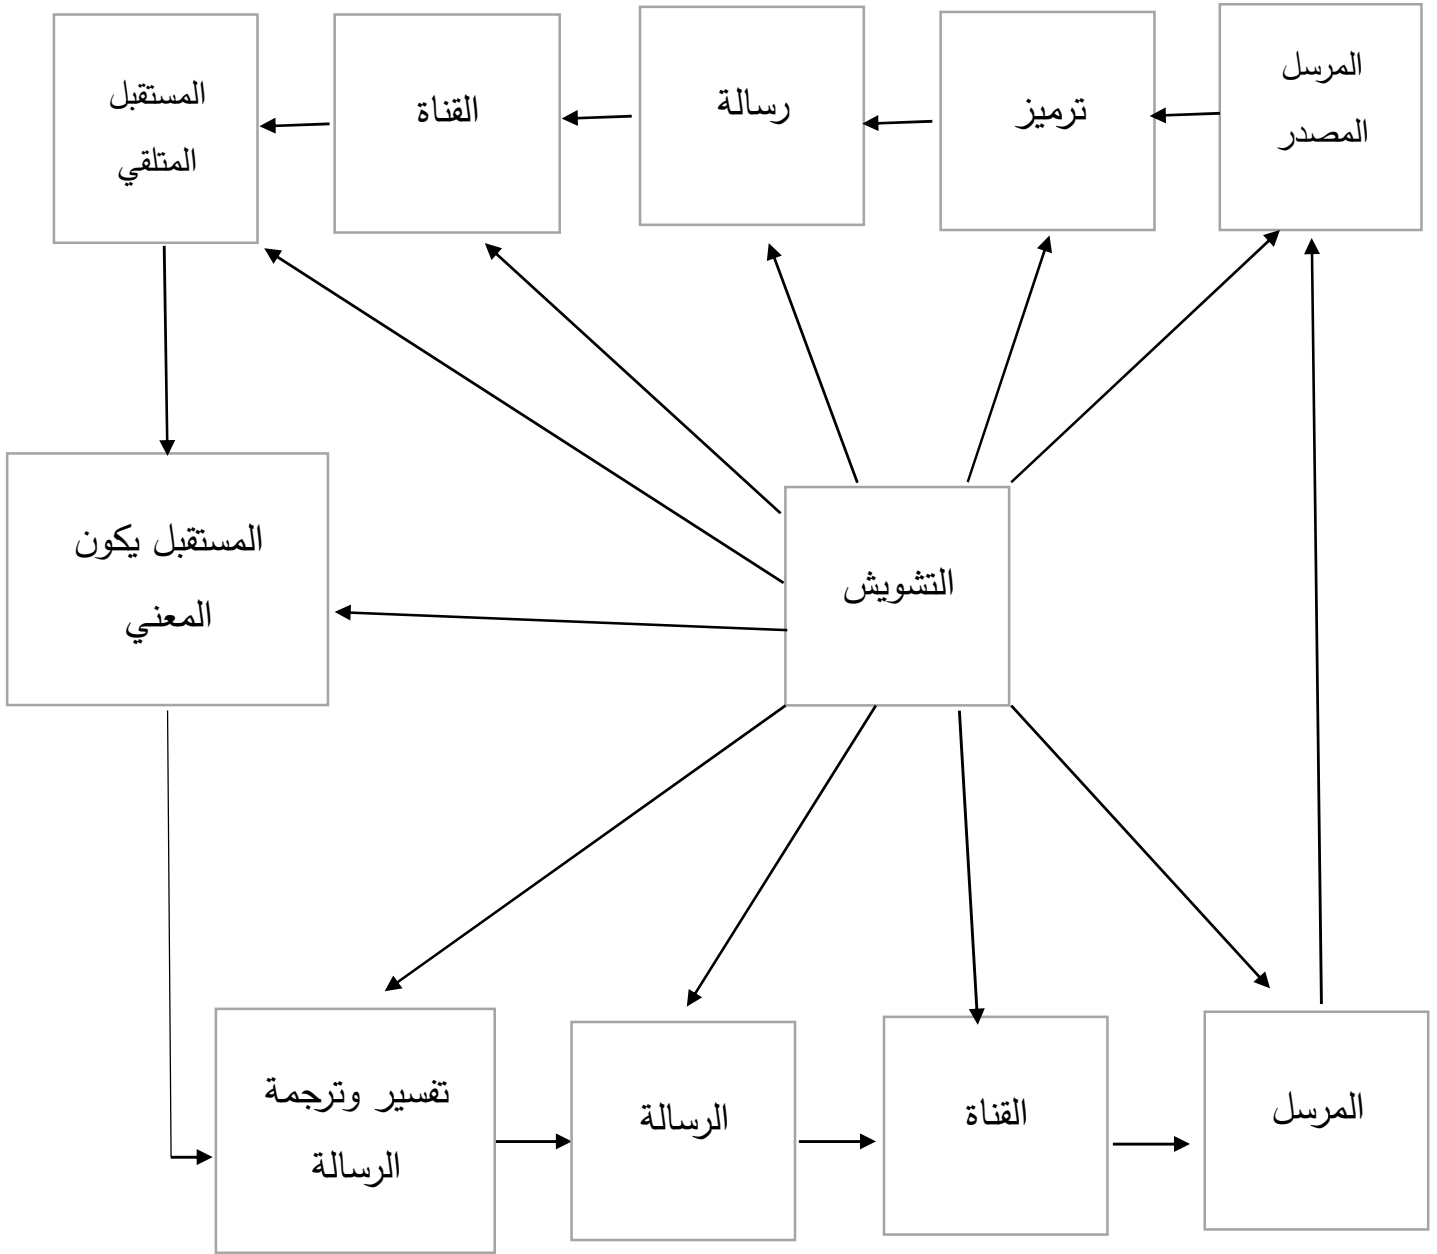 المرسل
المصدر
ترميز
رسالة
القناة
المستقبل
المتلقي
المستقبل يكون
المعني
التشويش
تفسير وترجمة
الرسالة
الرسالة
القناة
المرسل